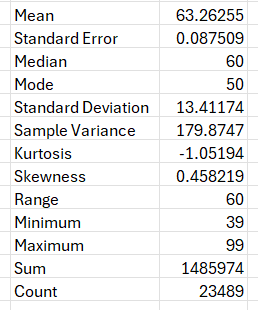 Mean 63.26255
Standard Error 0.087509
Median 60
Mode 50
Standard Deviation 13.41174
Sample Variance 179.8747
Kurtosis -1.05194
Skewness 0.458219
Range 60
Minimum 39
Maximum 99
Sum 1485974
Count 23489